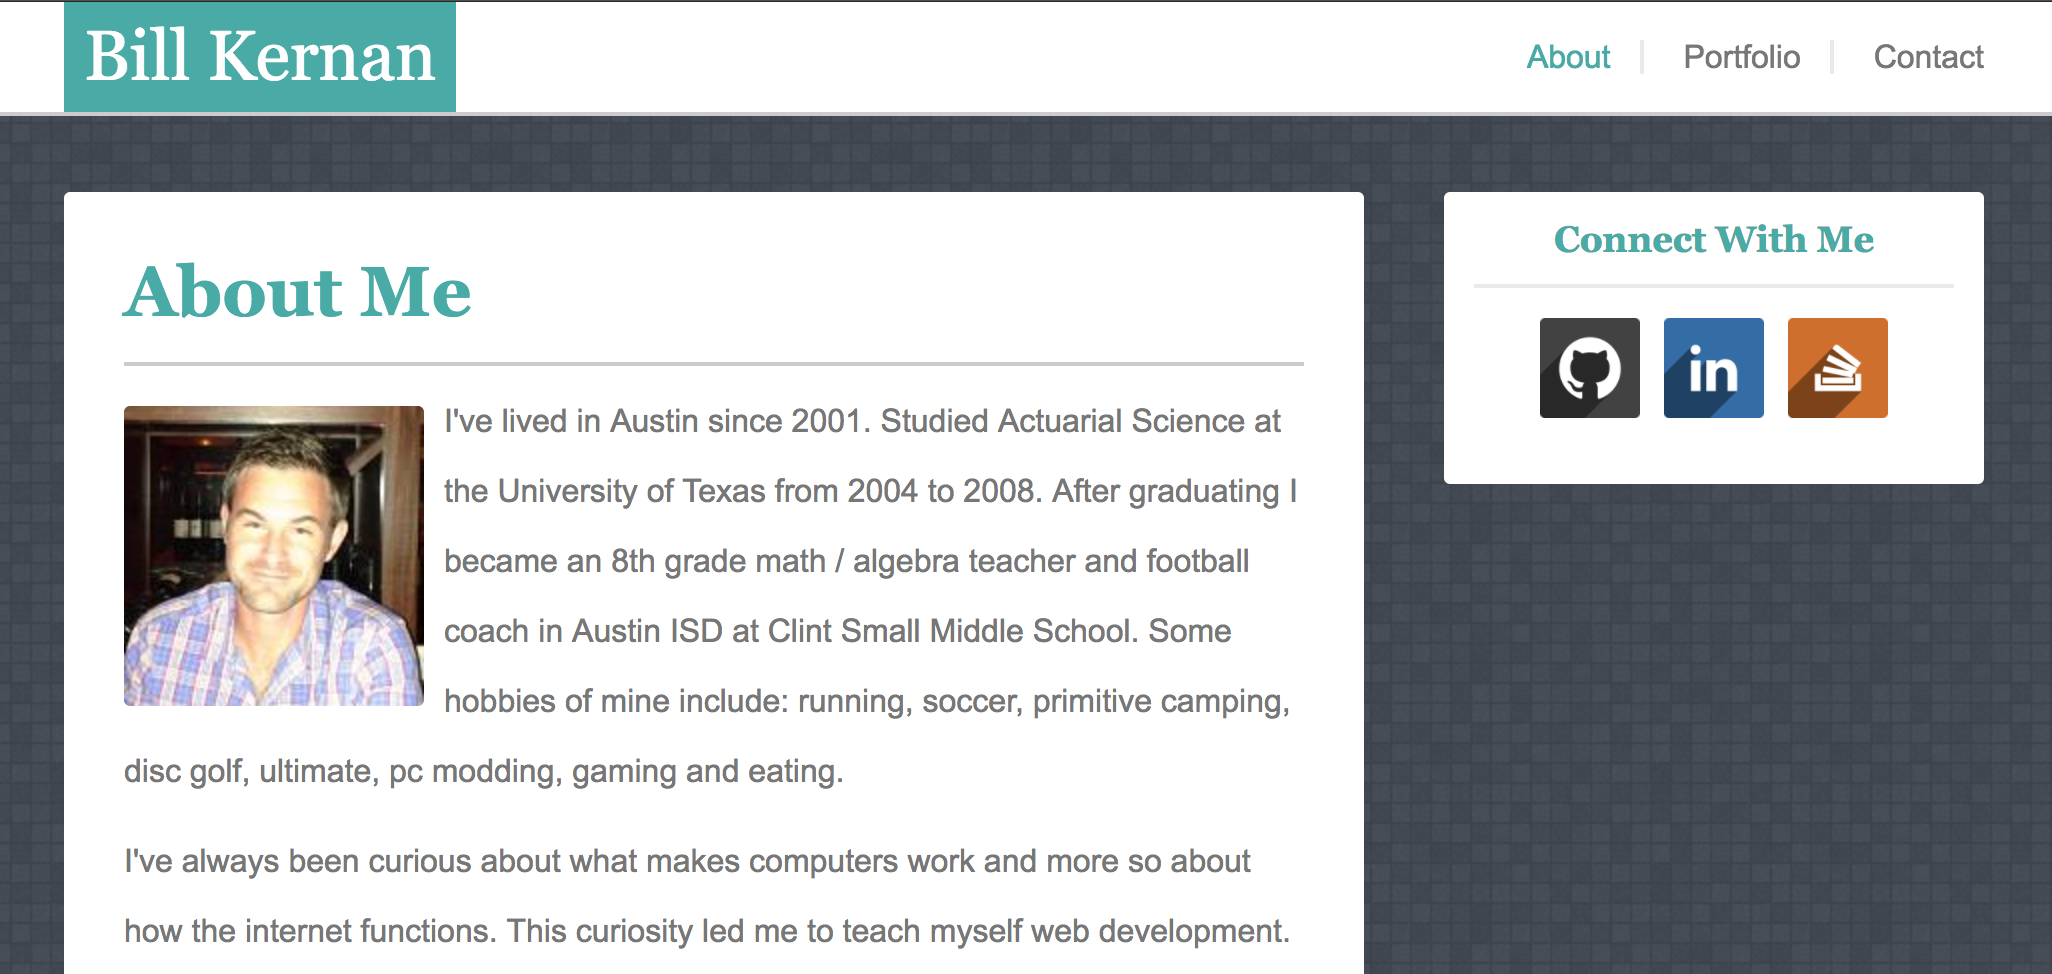 Bill Kernan
About
Portfolio
Contact
About Me
I've lived in Austin since 2001. Studied Actuarial Science at
the University of Texas from 2004 to 2008. After graduating I
became an 8th grade math / algebra teacher and football
coach in Austin ISD at Clint Small Middle School. Some
hobbies of mine include: running, soccer, primitive camping,
disc golf, ultimate, pc modding, gaming and eating.
I've always been curious about what makes computers work and more so about
how the internet functions. This curiosity led me to teach myself web development.
Connect With Me
in